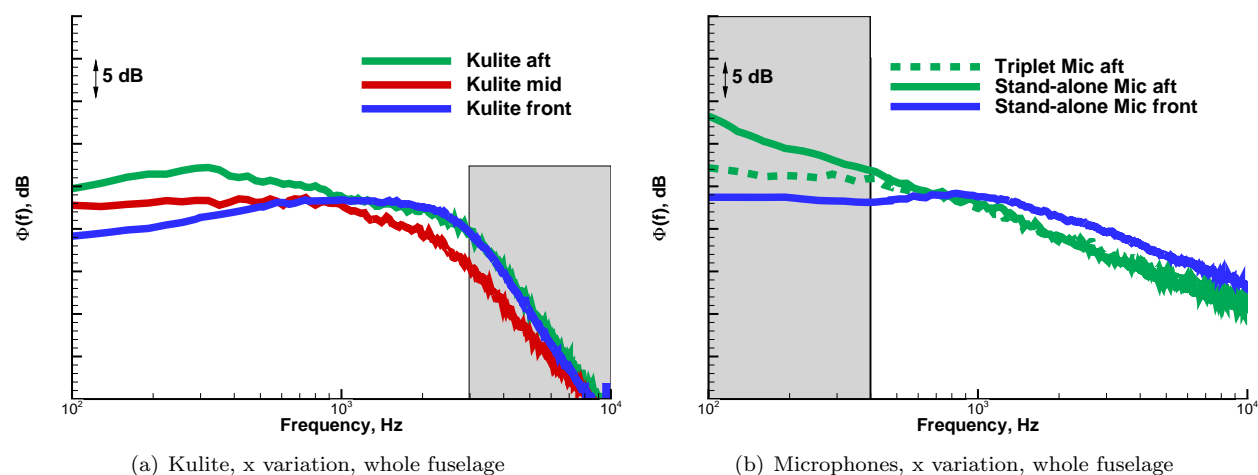 5 dB
Kulite aft
Kulite mid
Kulite front
Φ(f), dB
10²
10³
10⁴
Frequency, Hz
(a) Kulite, x variation, whole fuselage
5 dB
Triplet Mic aft
Stand-alone Mic aft
Stand-alone Mic front
Φ(f), dB
10²
10³
10⁴
Frequency, Hz
(b) Microphones, x variation, whole fuselage